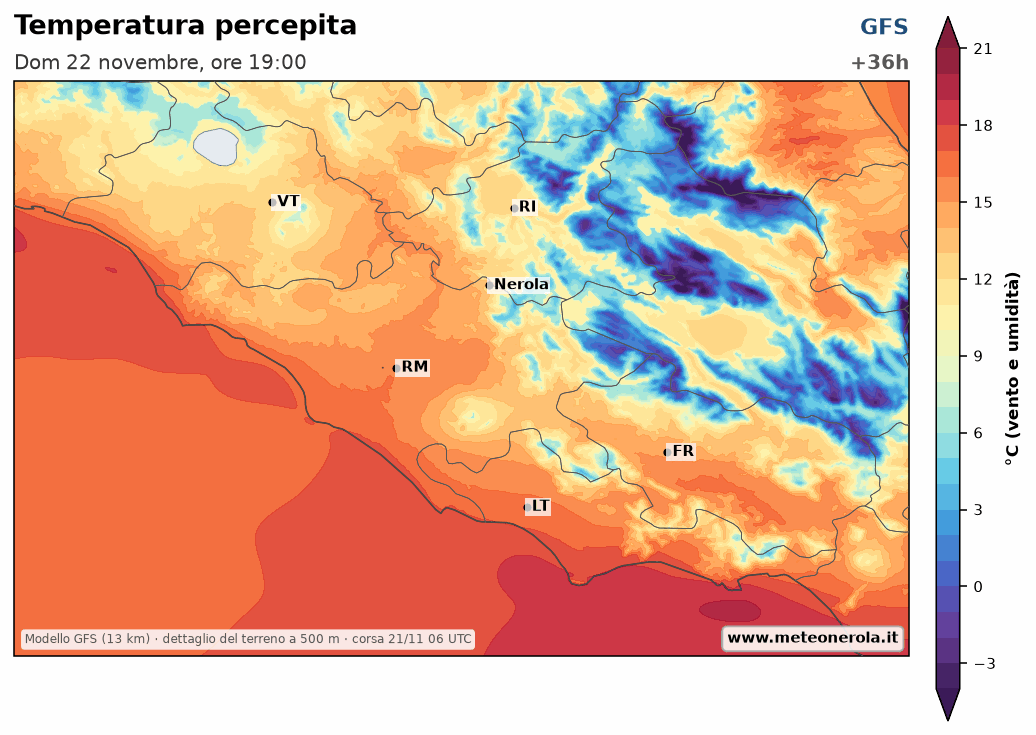 Temperatura percepita
GFS
Dom 22 novembre, ore 19:00
+36h
VT
RI
Nerola
RM
FR
LT
Modello GFS (13 km) · dettaglio del terreno a 500 m · corsa 21/11 06 UTC
www.meteonerola.it
21
18
15
12
9
6
3
0
−3
°C (vento e umidità)